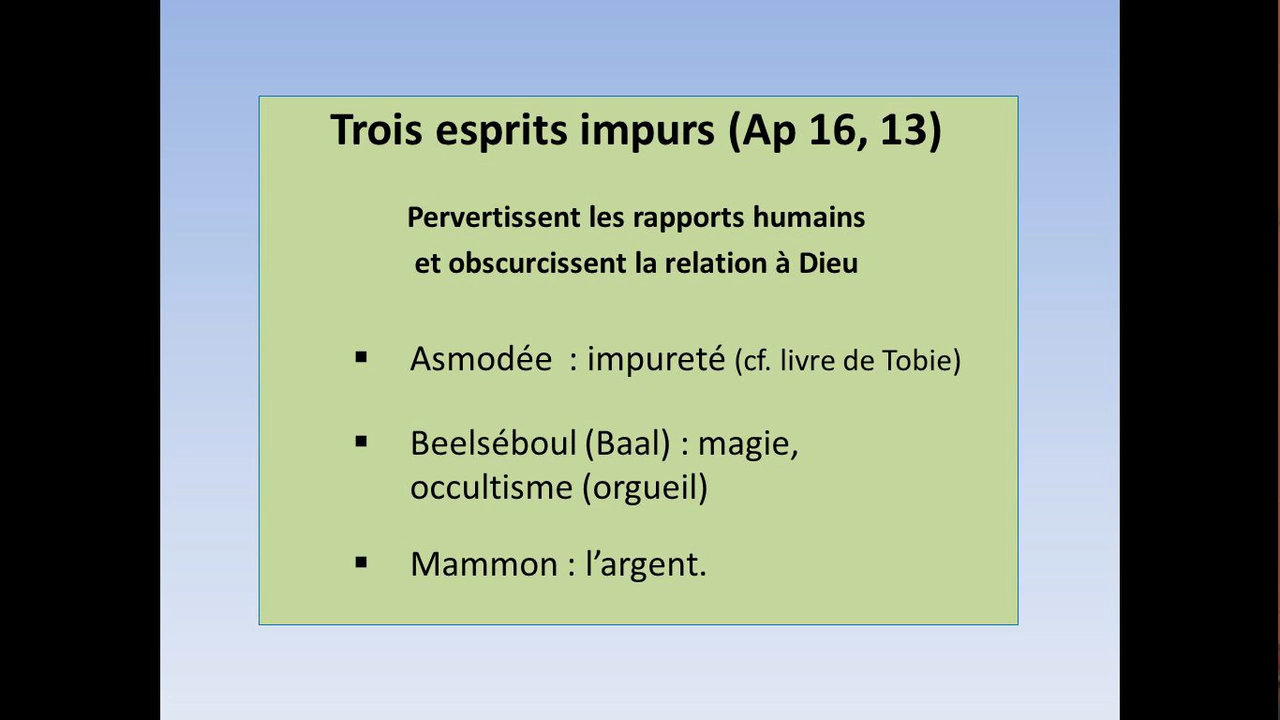 Trois esprits impurs (Ap 16, 13)
Pervertissent les rapports humains
et obscurcissent la relation à Dieu
▪ Asmodée : impureté (cf. livre de Tobie)
▪ Beelséboul (Baal) : magie,
occultisme (orgueil)
▪ Mammon : l’argent.